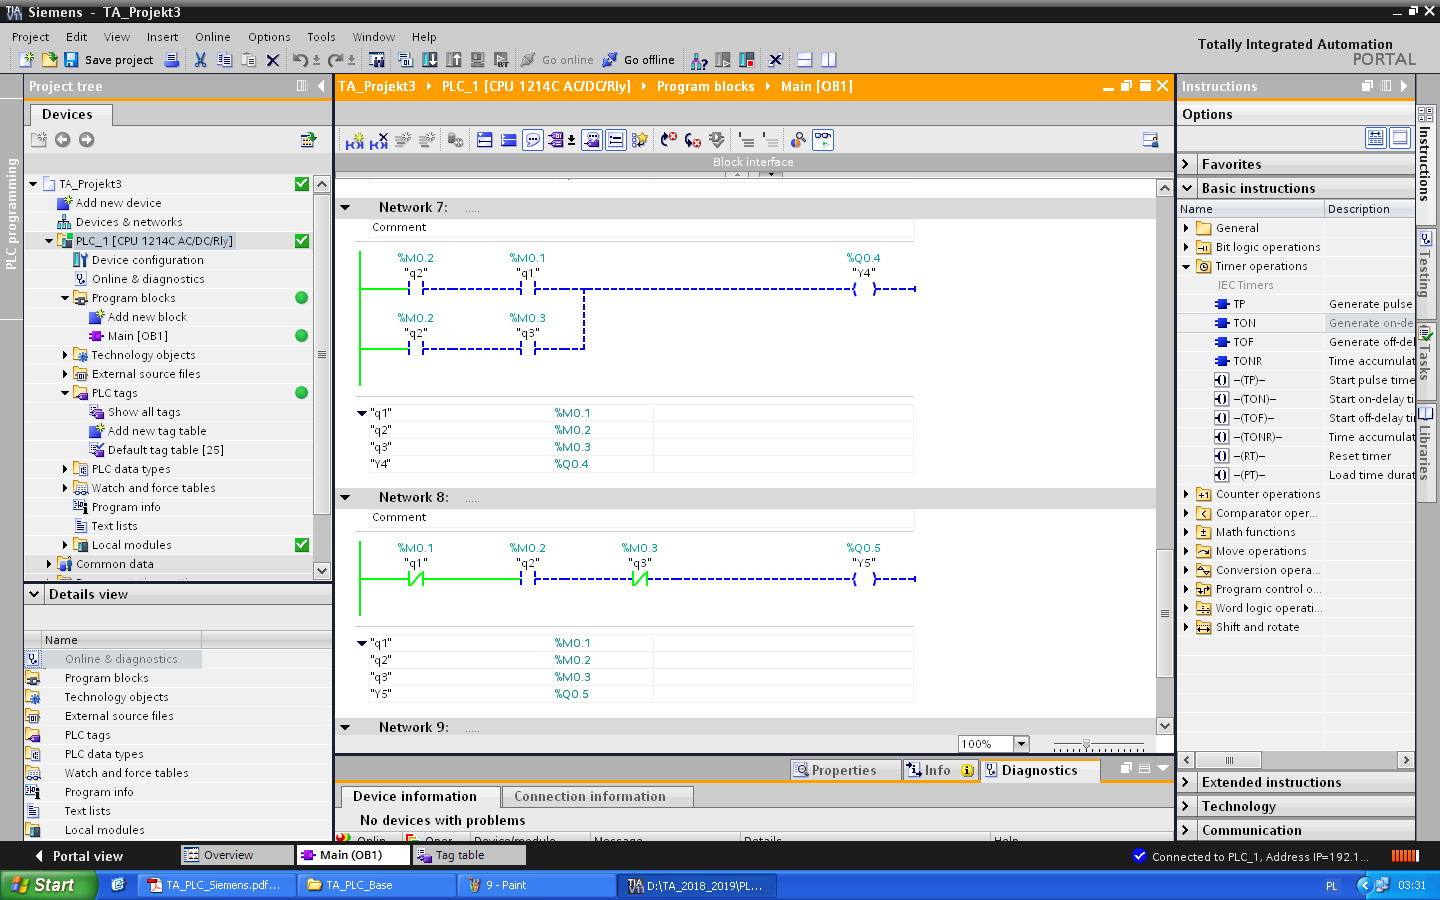 Siemens - TA_Projekt3
Project Edit View Insert Online Options Tools Window Help
Save project
Go online
Go offline
Totally Integrated Automation
PORTAL
PLC programming
Project tree
Devices
TA_Projekt3
Add new device
Devices & networks
PLC_1 [CPU 1214C AC/DC/Rly]
Device configuration
Online & diagnostics
Program blocks
Add new block
Main [OB1]
Technology objects
External source files
PLC tags
Show all tags
Add new tag table
Default tag table [25]
PLC data types
Watch and force tables
Program info
Text lists
Local modules
Common data
Details view
Name
Online & diagnostics
Program blocks
Technology objects
External source files
PLC tags
PLC data types
Watch and force tables
Program info
Text lists
Local modules
TA_Projekt3 PLC_1 [CPU 1214C AC/DC/Rly] Program blocks Main [OB1]
Block interface
Network 7: .....
Comment
%M0.2 %M0.1 %Q0.4
"q2" "q1" "Y4"
%M0.2 %M0.3
"q2" "q3"
"q1" %M0.1
"q2" %M0.2
"q3" %M0.3
"Y4" %Q0.4
Network 8: .....
Comment
%M0.1 %M0.2 %M0.3 %Q0.5
"q1" "q2" "q3" "Y5"
"q1" %M0.1
"q2" %M0.2
"q3" %M0.3
"Y5" %Q0.5
Network 9: .....
100%
Properties Info Diagnostics
Device information Connection information
No devices with problems
Onlin Oper Device/module Message Details Help
Instructions
Options
Favorites
Basic instructions
Name Description
General
Bit logic operations
Timer operations
IEC Timers
TP Generate pulse
TON Generate on-de
TOF Generate off-del
TONR Time accumulat
–(TP)– Start pulse time
–(TON)– Start on-delay ti
–(TOF)– Start off-delay tir
–(TONR)– Time accumulat
–(RT)– Reset timer
–(PT)– Load time durat
Counter operations
Comparator oper...
Math functions
Move operations
Conversion opera...
Program control o...
Word logic operati...
Shift and rotate
Extended instructions
Technology
Communication
Instructions
Testing
Tasks
Libraries
Portal view Overview Main (OB1) Tag table
Connected to PLC_1, Address IP=192.1...
Start TA_PLC_Siemens.pdf... TA_PLC_Base 9 - Paint D:\TA_2018_2019\PL... PL 03:31